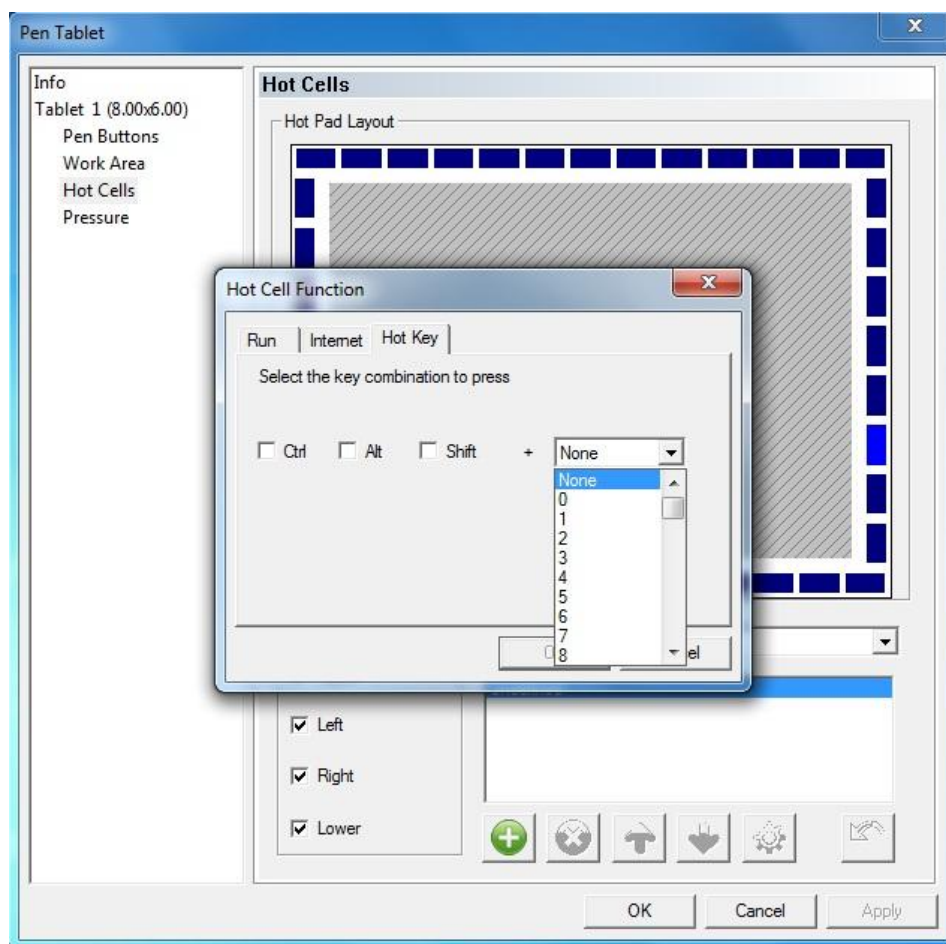 Pen Tablet
Info
Tablet 1 (8.00x6.00)
Pen Buttons
Work Area
Hot Cells
Pressure
Hot Cells
Hot Pad Layout
Hot Cell Function
Run Internet Hot Key
Select the key combination to press
Ctrl Alt Shift + None
None
0
1
2
3
4
5
6
7
8
Left
Right
Lower
OK Cancel Apply